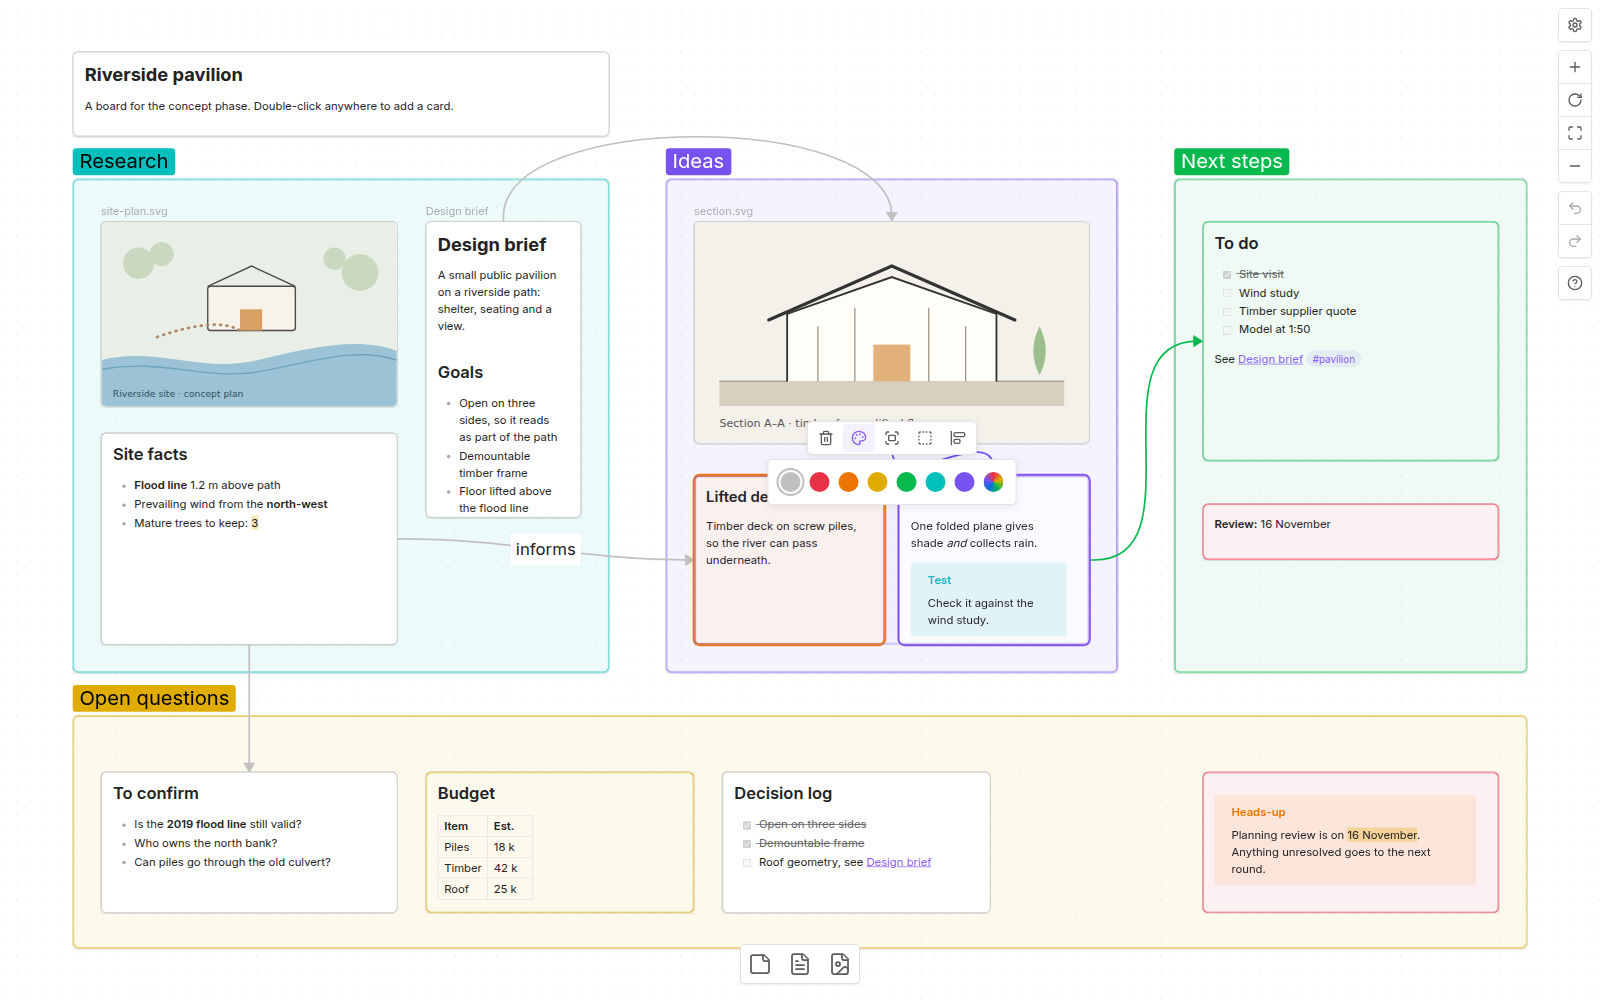 Riverside pavilion
A board for the concept phase. Double-click anywhere to add a card.
Research
site-plan.svg
Riverside site · concept plan
Design brief
Design brief
A small public pavilion
on a riverside path:
shelter, seating and a
view.
Goals
Open on three
sides, so it reads
as part of the path
Demountable
timber frame
Floor lifted above
the flood line
Site facts
Flood line 1.2 m above path
Prevailing wind from the north-west
Mature trees to keep: 3
informs
Ideas
section.svg
Section A–A
Timber deck on screw piles,
so the river can pass
underneath.
One folded plane gives
shade and collects rain.
Test
Check it against the
wind study.
Next steps
To do
Site visit
Wind study
Timber supplier quote
Model at 1:50
See Design brief #pavilion
Review: 16 November
Open questions
To confirm
Is the 2019 flood line still valid?
Who owns the north bank?
Can piles go through the old culvert?
Budget
Item Est.
Piles 18 k
Timber 42 k
Roof 25 k
Decision log
Open on three sides
Demountable frame
Roof geometry, see Design brief
Heads-up
Planning review is on 16 November.
Anything unresolved goes to the next
round.